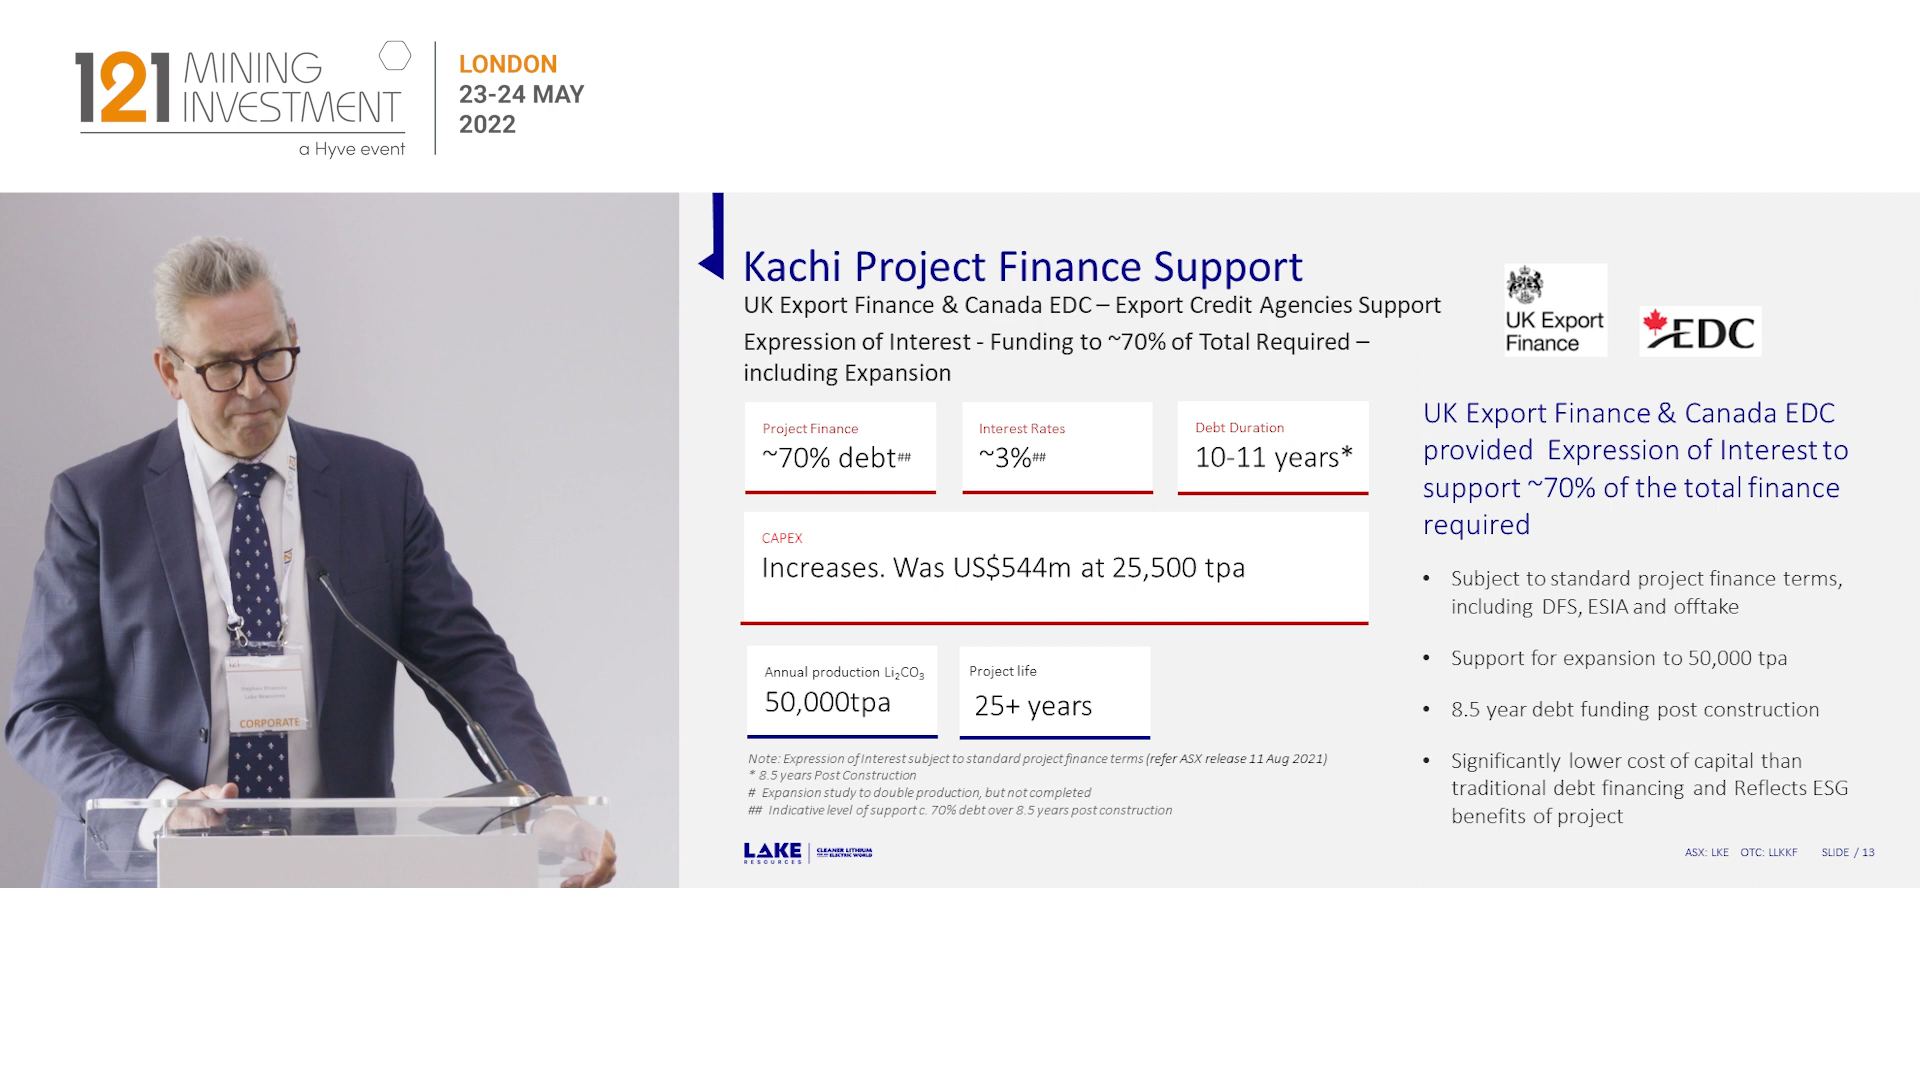 121 MINING
INVESTMENT
a Hyve event
LONDON
23-24 MAY
2022
121
CORPORATE
Kachi Project Finance Support
UK Export Finance & Canada EDC – Export Credit Agencies Support
Expression of Interest - Funding to ~70% of Total Required –
including Expansion
UK Export
Finance
EDC
Project Finance
~70% debt##
Interest Rates
~3%##
Debt Duration
10-11 years*
CAPEX
Increases. Was US$544m at 25,500 tpa
Annual production Li₂CO₃
50,000tpa
Project life
25+ years
Note: Expression of Interest subject to standard project finance terms (refer ASX release 11 Aug 2021)
* 8.5 years Post Construction
# Expansion study to double production, but not completed
## Indicative level of support c. 70% debt over 8.5 years post construction
UK Export Finance & Canada EDC
provided Expression of Interest to
support ~70% of the total finance
required
• Subject to standard project finance terms,
including DFS, ESIA and offtake
• Support for expansion to 50,000 tpa
• 8.5 year debt funding post construction
• Significantly lower cost of capital than
traditional debt financing and Reflects ESG
benefits of project
LAKE
RESOURCES
CLEANER LITHIUM
FOR AN ELECTRIC WORLD
ASX: LKE OTC: LLKKF SLIDE / 13